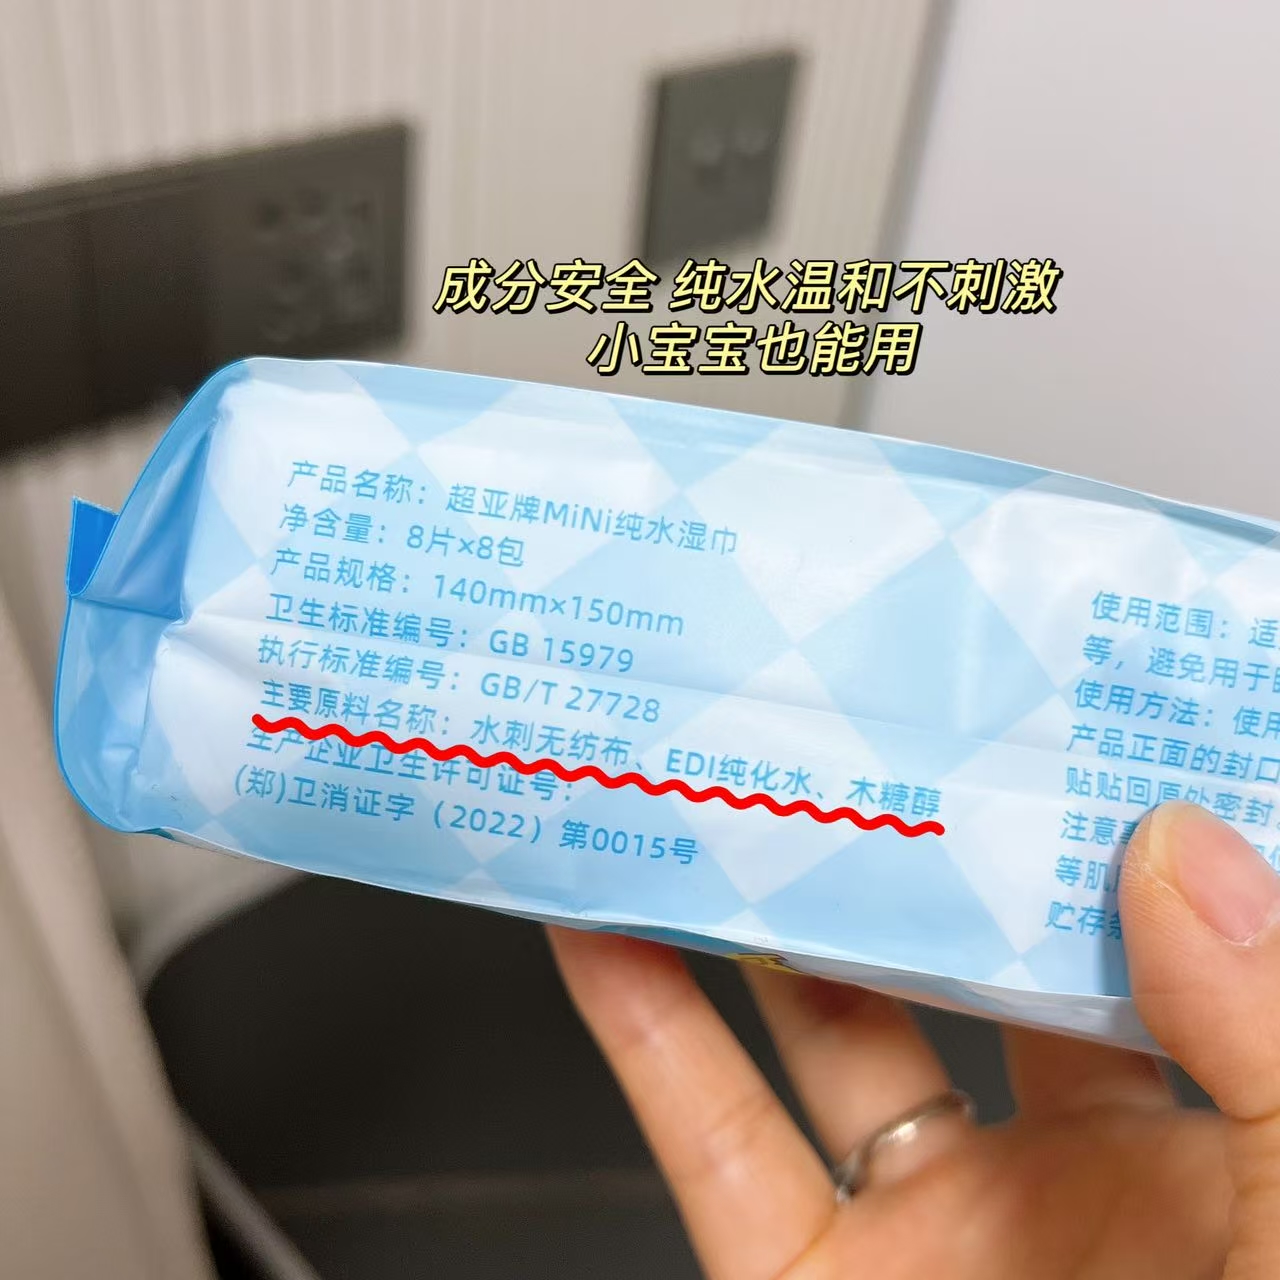 成分安全 纯水温和不刺激
小宝宝也能用
产品名称：超亚牌MiNi纯水湿巾
净含量：8片×8包
产品规格：140mm×150mm
卫生标准编号：GB 15979
执行标准编号：GB/T 27728
主要原料名称：水刺无纺布、EDI纯化水、木糖醇
生产企业卫生许可证号：
(郑)卫消证字（2022）第0015号
使用范围：适
等，避免用于
使用方法：使用
产品正面的封口
贴贴回原处密封
注意
等肌
贮存